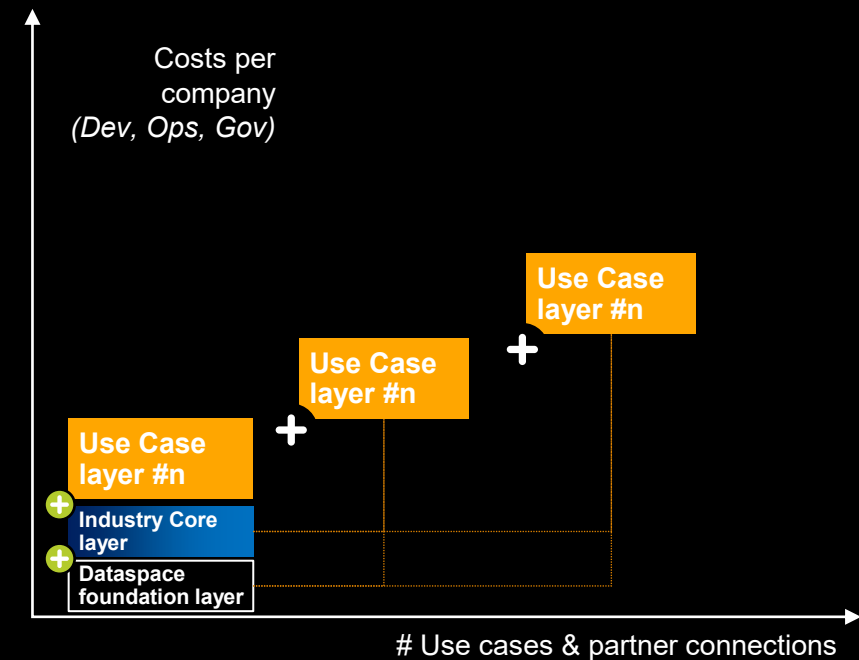 Costs per
company
(Dev, Ops, Gov)
Use Case
layer #n
Use Case
layer #n
Use Case
layer #n
Industry Core
layer
Dataspace
foundation layer
# Use cases & partner connections